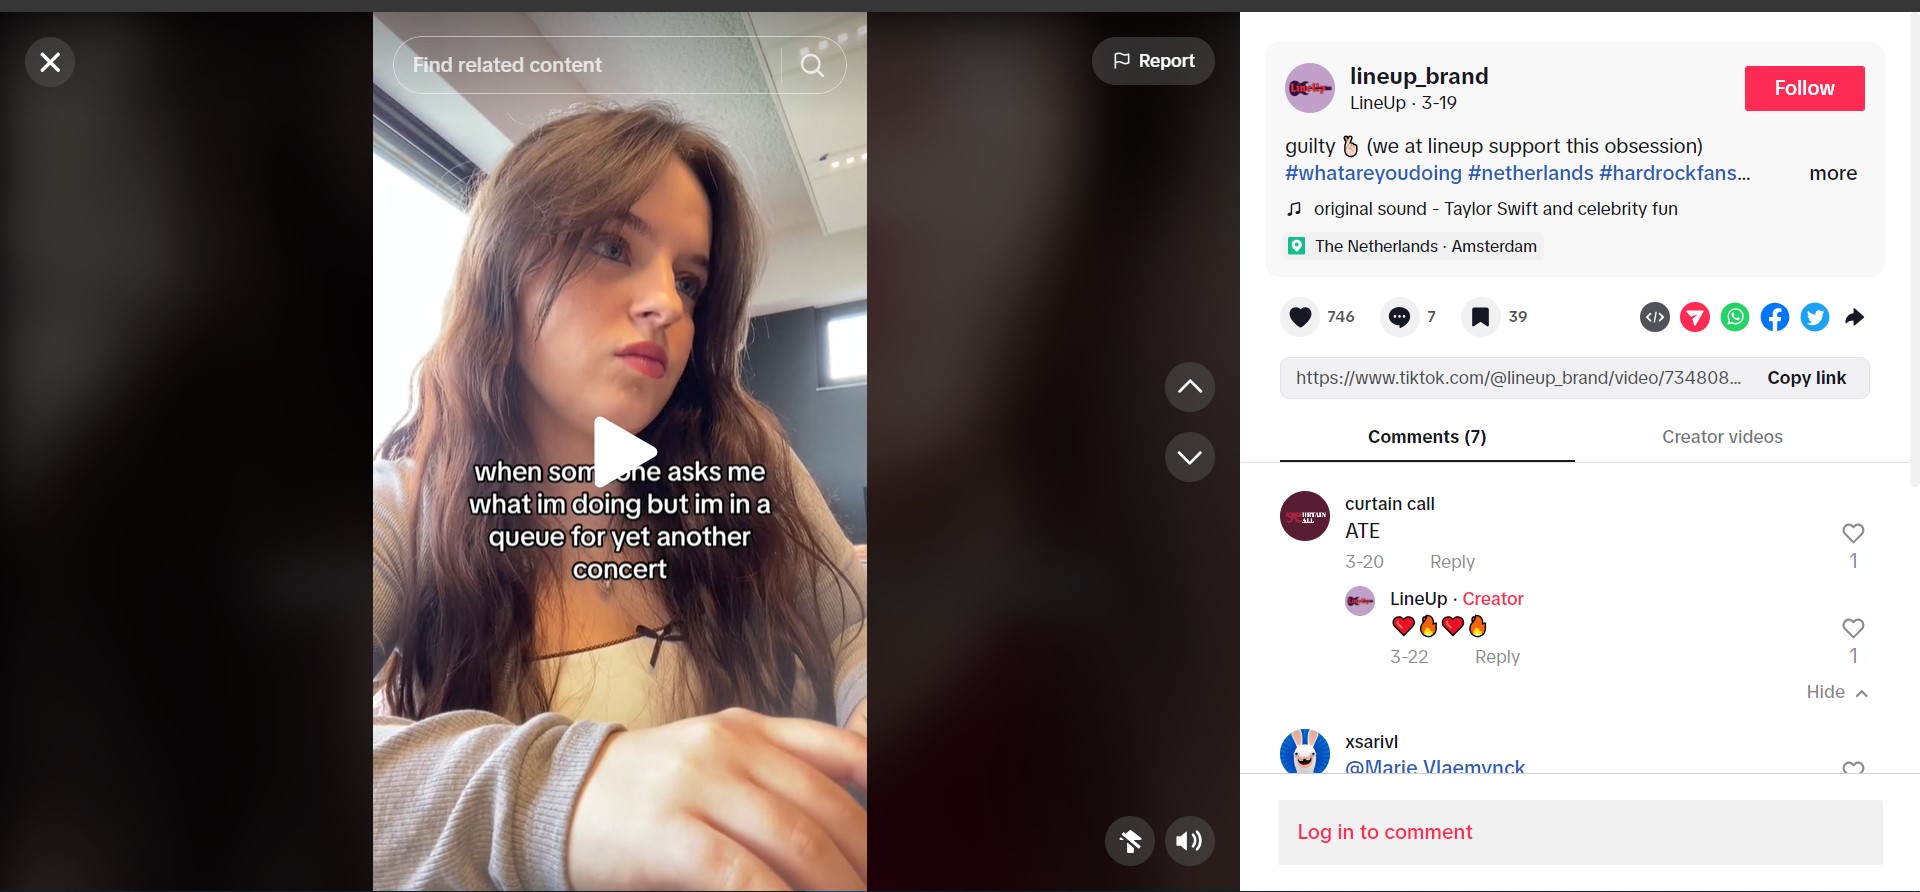 Find related content
Report
when someone asks me
what im doing but im in a
queue for yet another
concert
lineup_brand
LineUp · 3-19
Follow
guilty 🫰🏻 (we at lineup support this obsession)
#whatareyoudoing #netherlands #hardrockfans...
more
original sound - Taylor Swift and celebrity fun
The Netherlands · Amsterdam
746
7
39
https://www.tiktok.com/@lineup_brand/video/734808...
Copy link
Comments (7)
Creator videos
CURTAIN
CALL
curtain call
ATE
3-20
Reply
1
LineUp · Creator
❤️🔥❤️🔥
3-22
Reply
1
Hide
xsarivl
@Marie Vlaemynck
Log in to comment